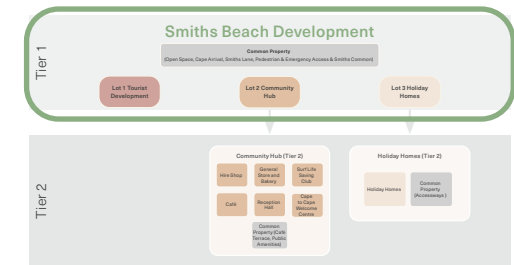 Smiths Beach Development
Common Property
(Open Space, Cape Arrival, Smiths Lane, Pedestrian & Emergency Access & Smiths Common)
Tier 1
Lot 1 Tourist
Development
Lot 2 Community
Hub
Lot 3 Holiday
Homes
Tier 2
Community Hub (Tier 2)
Hire Shop
General
Store and
Bakery
Surf Life
Saving
Club
Café
Reception
Hall
Cape
to Cape
Welcome
Centre
Common
Property (Café
Terrace, Public
Amenities)
Holiday Homes (Tier 2)
Holiday Homes
Common
Property
(Accessways )